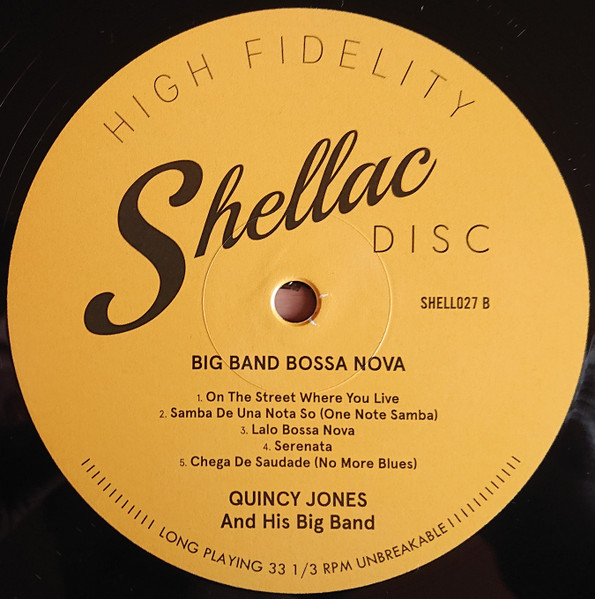 HIGH FIDELITY
Shellac
DISC
SHELL027 B
BIG BAND BOSSA NOVA
1. On The Street Where You Live
2. Samba De Una Nota So (One Note Samba)
3. Lalo Bossa Nova
4. Serenata
5. Chega De Saudade (No More Blues)
QUINCY JONES
And His Big Band
LONG PLAYING 33 1/3 RPM UNBREAKABLE